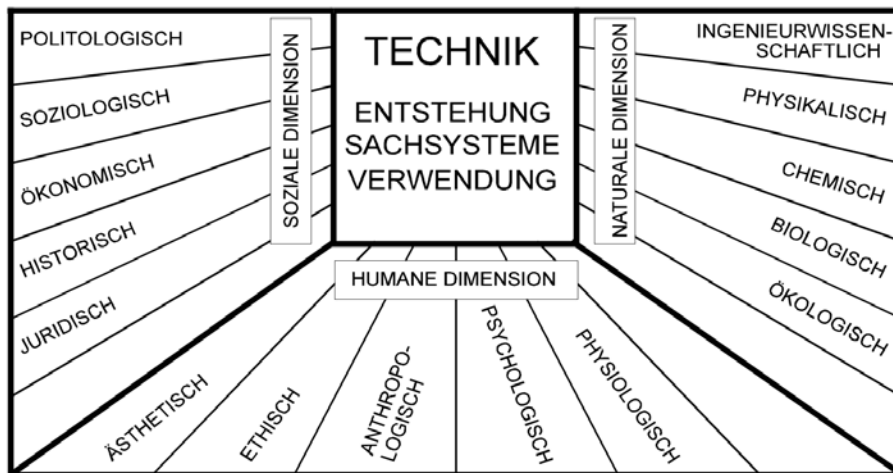 POLITOLOGISCH
SOZIOLOGISCH
ÖKONOMISCH
HISTORISCH
JURIDISCH
SOZIALE DIMENSION
TECHNIK
ENTSTEHUNG
SACHSYSTEME
VERWENDUNG
NATURALE DIMENSION
INGENIEURWISSEN-
SCHAFTLICH
PHYSIKALISCH
CHEMISCH
BIOLOGISCH
ÖKOLOGISCH
HUMANE DIMENSION
ÄSTHETISCH
ETHISCH
ANTHROPO-
LOGISCH
PSYCHOLOGISCH
PHYSIOLOGISCH